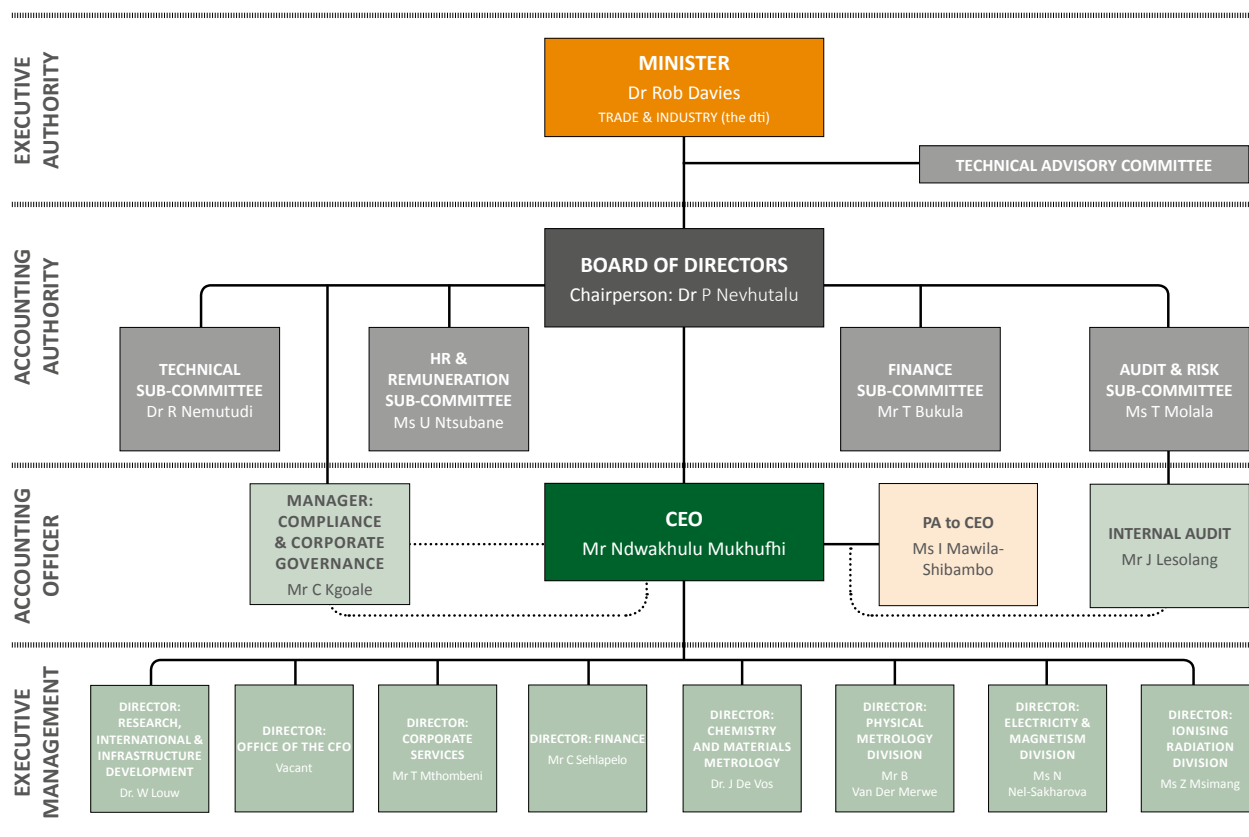 EXECUTIVE
AUTHORITY
MINISTER
Dr Rob Davies
TRADE & INDUSTRY (the dti)
TECHNICAL ADVISORY COMMITTEE
ACCOUNTING
AUTHORITY
BOARD OF DIRECTORS
Chairperson: Dr P Nevhutalu
TECHNICAL
SUB-COMMITTEE
Dr R Nemutudi
HR &
REMUNERATION
SUB-COMMITTEE
Ms U Ntsubane
FINANCE
SUB-COMMITTEE
Mr T Bukula
AUDIT & RISK
SUB-COMMITTEE
Ms T Molala
ACCOUNTING
OFFICER
MANAGER:
COMPLIANCE
& CORPORATE
GOVERNANCE
Mr C Kgoale
CEO
Mr Ndwakhulu Mukhufhi
PA to CEO
Ms I Mawila-
Shibambo
INTERNAL AUDIT
Mr J Lesolang
EXECUTIVE
MANAGEMENT
DIRECTOR:
RESEARCH,
INTERNATIONAL &
INFRASTRUCTURE
DEVELOPMENT
Dr. W Louw
DIRECTOR:
OFFICE OF THE CFO
Vacant
DIRECTOR:
CORPORATE
SERVICES
Mr T Mthombeni
DIRECTOR: FINANCE
Mr C Sehlapelo
DIRECTOR:
CHEMISTRY
AND MATERIALS
METROLOGY
Dr. J De Vos
DIRECTOR:
PHYSICAL
METROLOGY
DIVISION
Mr B
Van Der Merwe
DIRECTOR:
ELECTRICITY &
MAGNETISM
DIVISION
Ms N
Nel-Sakharova
DIRECTOR:
IONISING
RADIATION
DIVISION
Ms Z Msimang